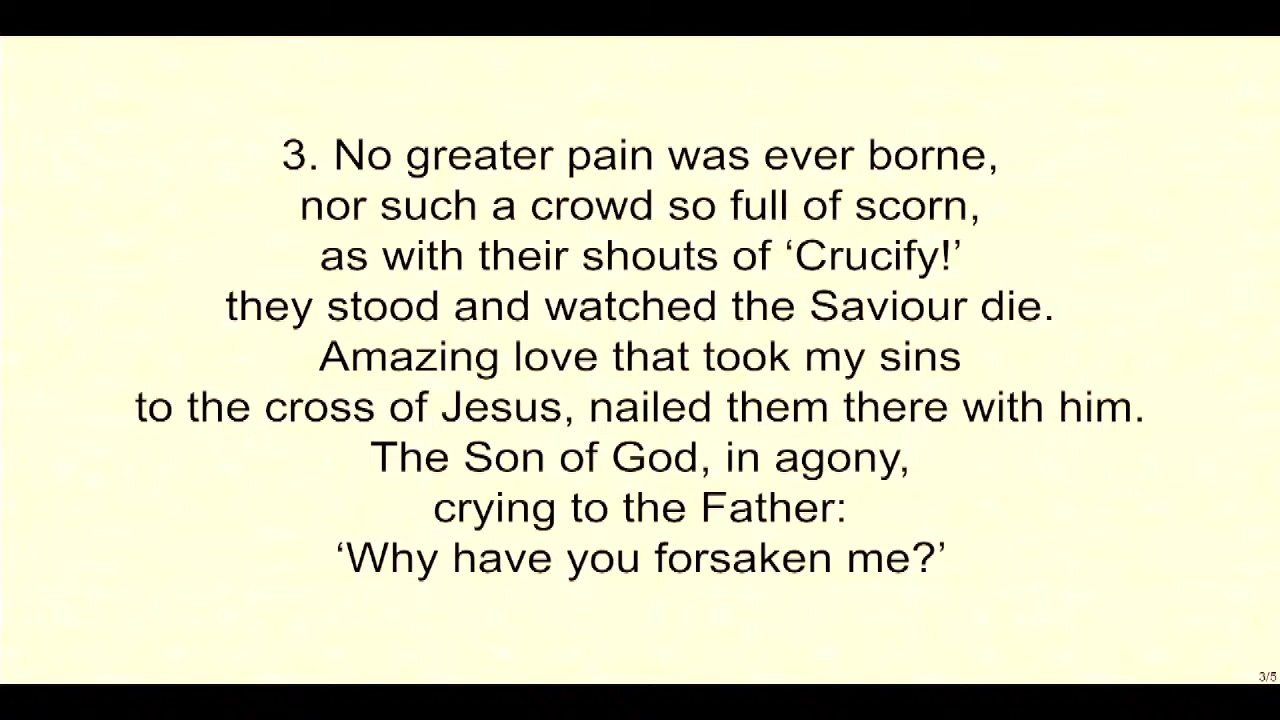 3. No greater pain was ever borne,
nor such a crowd so full of scorn,
as with their shouts of ‘Crucify!’
they stood and watched the Saviour die.
Amazing love that took my sins
to the cross of Jesus, nailed them there with him.
The Son of God, in agony,
crying to the Father:
‘Why have you forsaken me?’
3/5